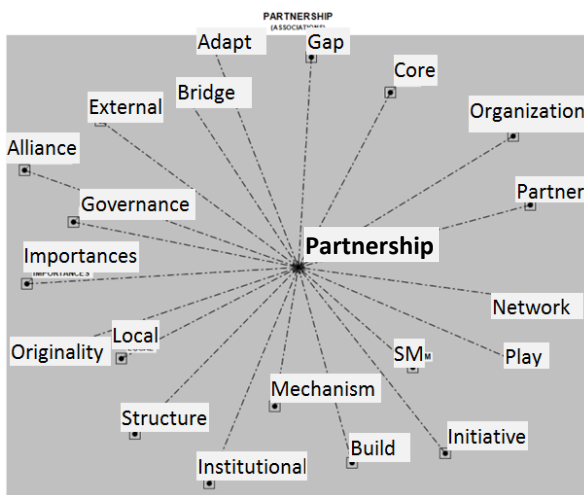 PARTNERSHIP
Adapt
Gap
Core
Bridge
External
Organization
Alliance
Partner
Governance
Partnership
Importances
IMPORTANCES
Network
Local
Originality
SM
M
Play
Mechanism
Structure
Initiative
Build
Institutional